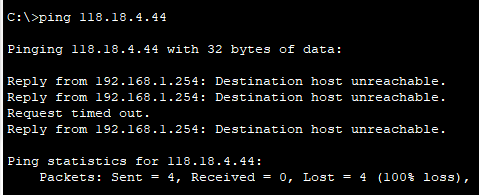 C:\>ping 118.18.4.44
Pinging 118.18.4.44 with 32 bytes of data:
Reply from 192.168.1.254: Destination host unreachable.
Reply from 192.168.1.254: Destination host unreachable.
Request timed out.
Reply from 192.168.1.254: Destination host unreachable.
Ping statistics for 118.18.4.44:
    Packets: Sent = 4, Received = 0, Lost = 4 (100% loss),